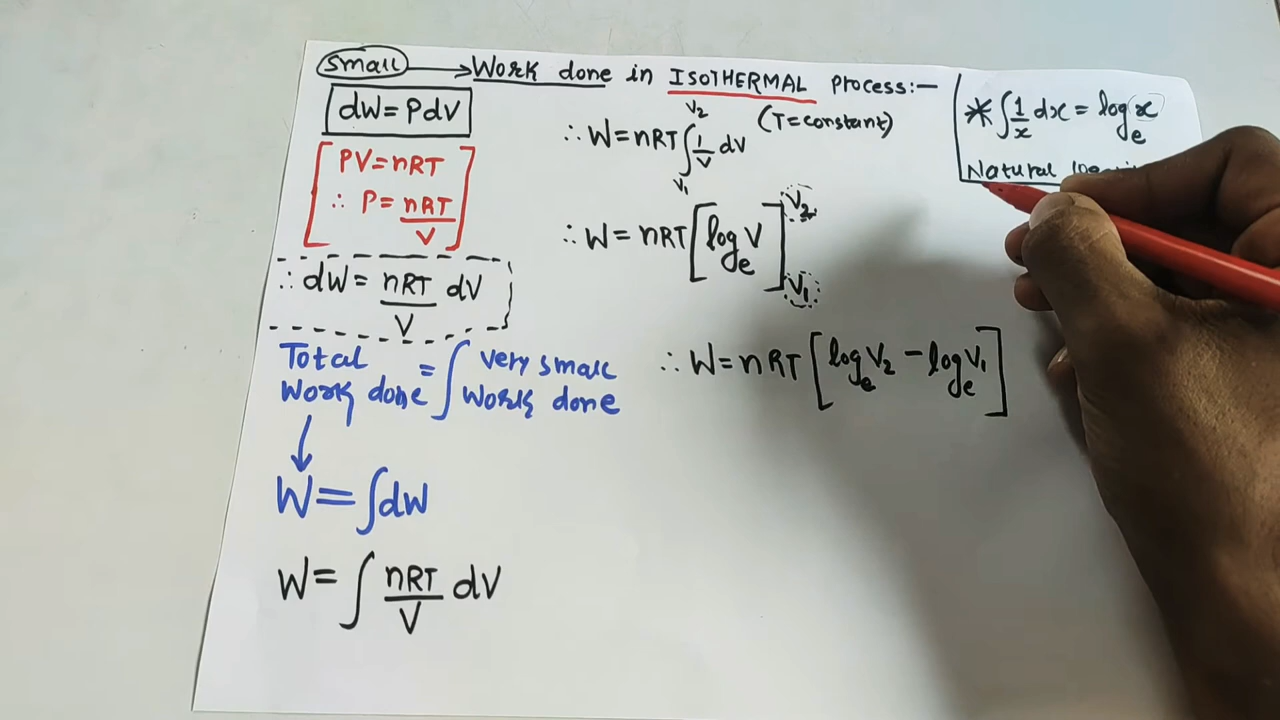 small → Work done in ISOTHERMAL Process:-
dW = PdV
PV = nRT
∴ P = nRT/V
∴ dW = nRT/V dV
Total Work done = ∫ very small work done
W = ∫dW
W = ∫ nRT/V dV
(T=constant)
∴ W = nRT ∫_{V₁}^{V₂} 1/V dV
∴ W = nRT [log_e V]_{V₁}^{V₂}
∴ W = nRT [log_e V₂ - log_e V₁]
* ∫ 1/x dx = log_e x
Natural